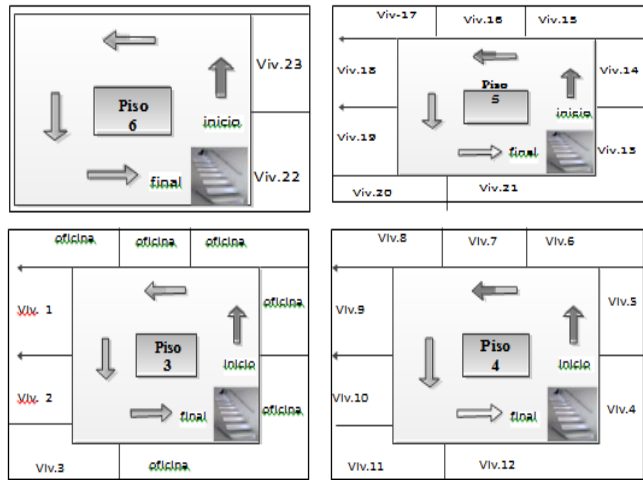 Viv.23
Piso
6
inicio
final
Viv.22
Viv-17
Viv.16
Viv.15
Viv.18
Viv.14
Piso
5
inicio
Viv.19
Viv.13
final
Viv.20
Viv.21
oficina
oficina
oficina
Viv. 1
oficina
Piso
3
inicio
Viv. 2
oficina
final
Viv.3
oficina
Viv.8
Viv.7
Viv.6
Viv.9
Viv.5
Piso
4
inicio
Viv.10
Viv.4
final
Viv.11
Viv.12